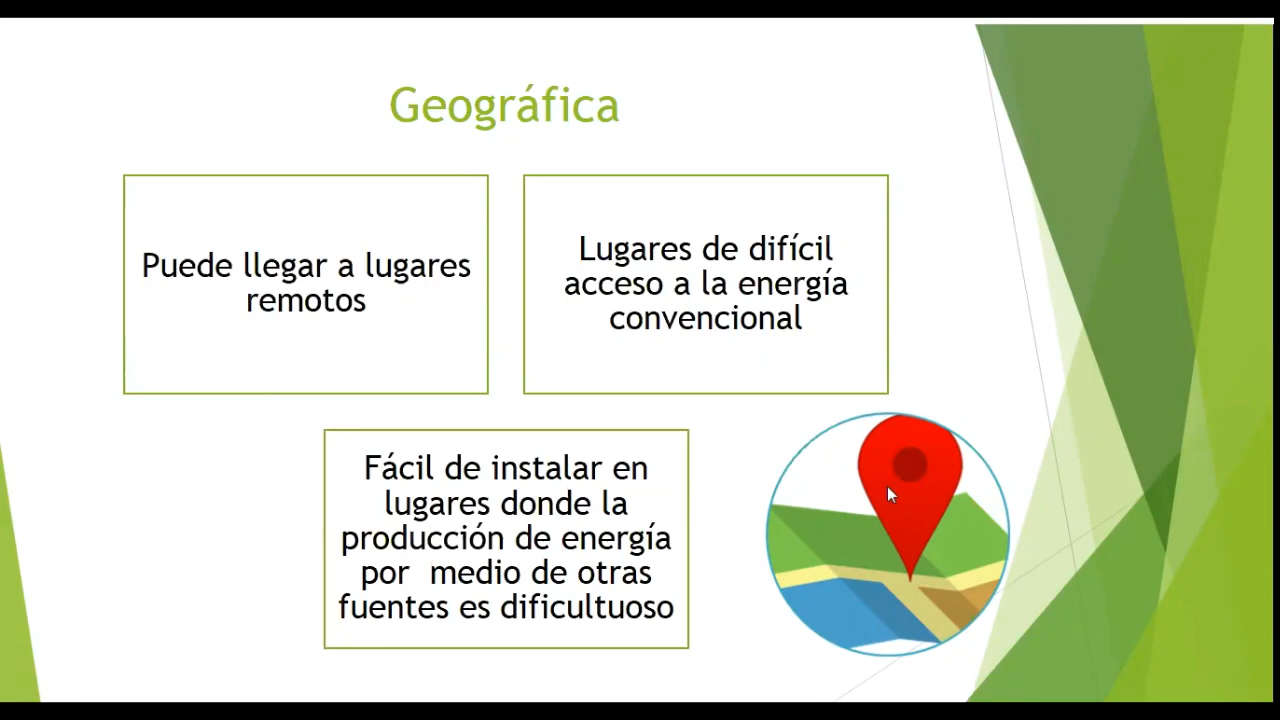 Geográfica
Puede llegar a lugares
remotos
Lugares de difícil
acceso a la energía
convencional
Fácil de instalar en
lugares donde la
producción de energía
por  medio de otras
fuentes es dificultuoso